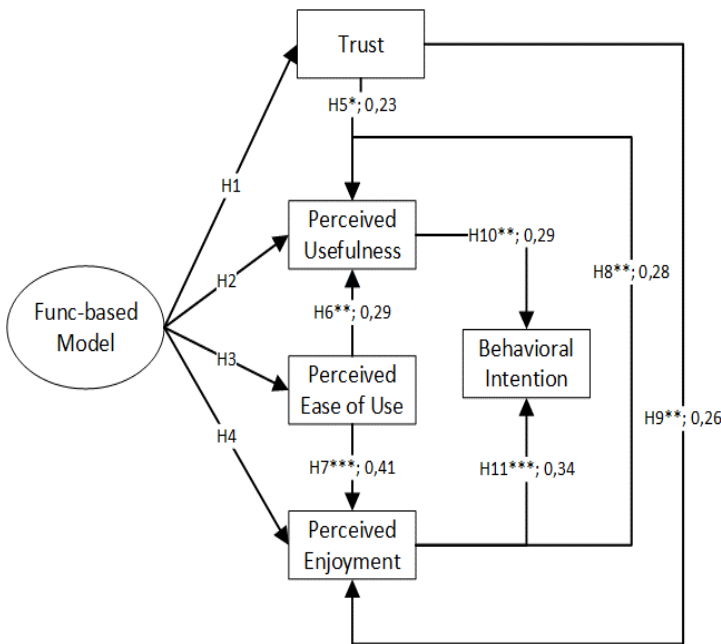 Trust
H5*; 0,23
H1
Perceived
Usefulness
H10**; 0,29
H2
H8**; 0,28
Func-based
Model
H6**; 0,29
H3
Perceived
Ease of Use
Behavioral
Intention
H9**; 0,26
H4
H7***; 0,41
H11***; 0,34
Perceived
Enjoyment